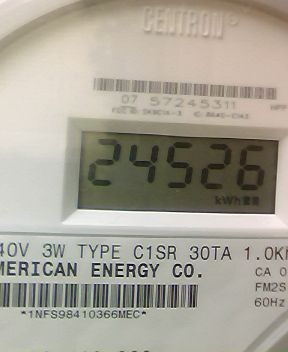 CENTRON®
07 57245311
24526
kWh
40V 3W TYPE C1SR 30TA 1.0K
MERICAN ENERGY CO.
CA 0
FM2S
60Hz
*1NFS98410366MEC*